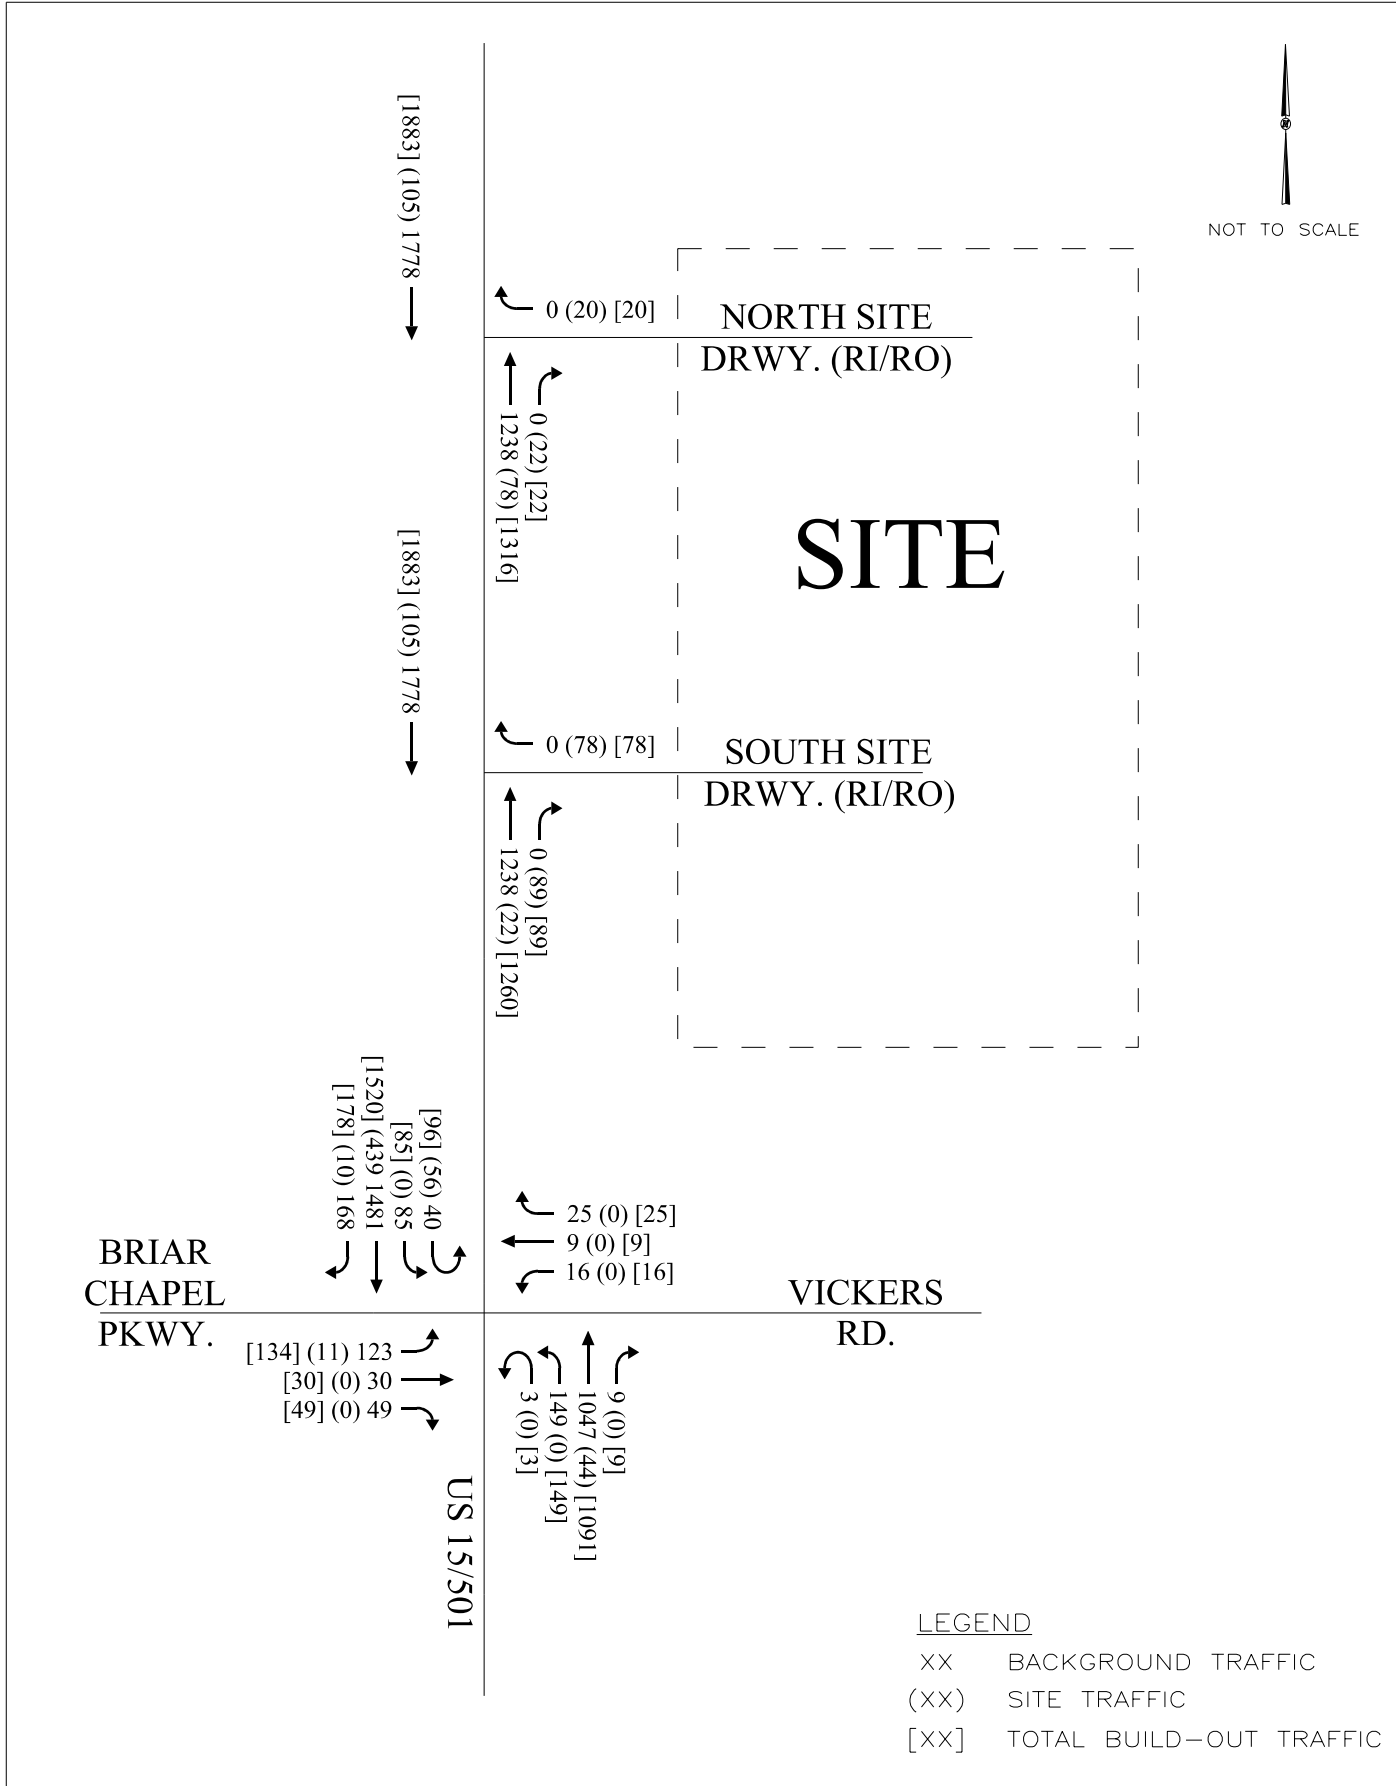 [1883] (105) 1778
NOT TO SCALE
0 (20) [20]
NORTH SITE
DRWY. (RI/RO)
0 (22) [22]
1238 (78) [1316]
SITE
[1883] (105) 1778
0 (78) [78]
SOUTH SITE
DRWY. (RI/RO)
0 (89) [89]
1238 (22) [1260]
[96] (56) 40
[85] (0) 85
[1520] (439 1481
[178] (10) 168
25 (0) [25]
9 (0) [9]
16 (0) [16]
BRIAR
CHAPEL
PKWY.
VICKERS
RD.
[134] (11) 123
[30] (0) 30
[49] (0) 49
9 (0) [9]
1047 (44) [1091]
149 (0) [149]
3 (0) [3]
US 15/501
LEGEND
XX BACKGROUND TRAFFIC
(XX) SITE TRAFFIC
[XX] TOTAL BUILD-OUT TRAFFIC